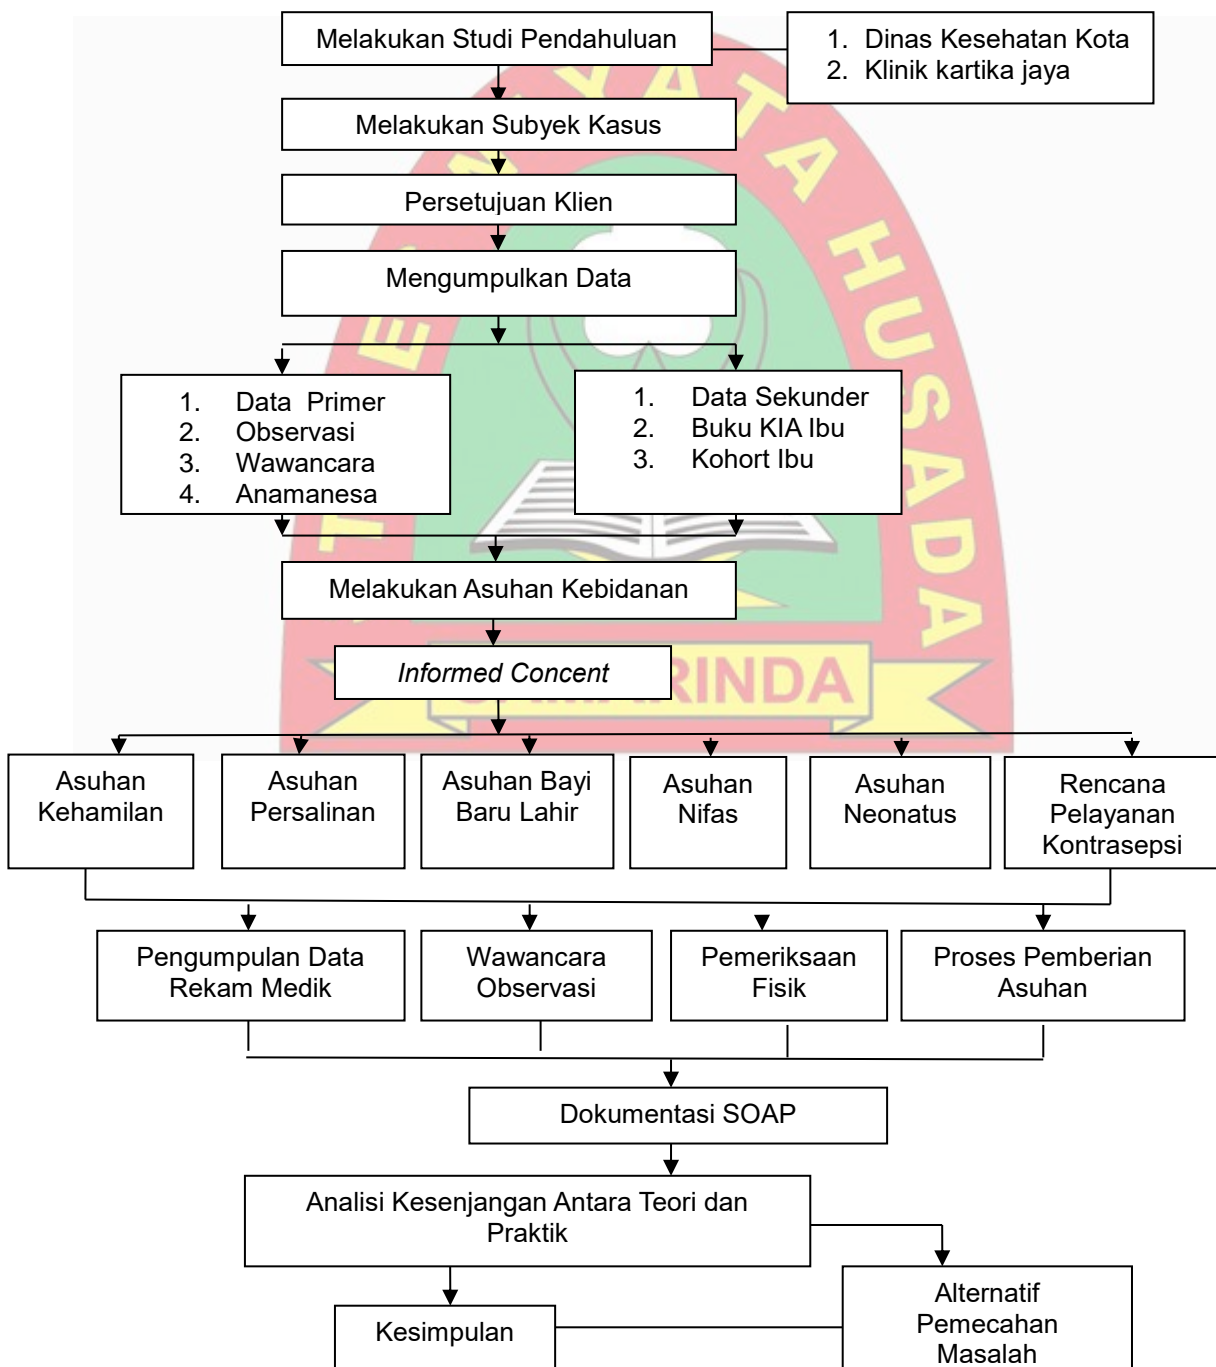 Melakukan Studi Pendahuluan
1. Dinas Kesehatan Kota
2. Klinik kartika jaya
Melakukan Subyek Kasus
Persetujuan Klien
Mengumpulkan Data
1. Data Primer
2. Observasi
3. Wawancara
4. Anamanesa
1. Data Sekunder
2. Buku KIA Ibu
3. Kohort Ibu
Melakukan Asuhan Kebidanan
Informed Concent
Asuhan
Kehamilan
Asuhan
Persalinan
Asuhan Bayi
Baru Lahir
Asuhan
Nifas
Asuhan
Neonatus
Rencana
Pelayanan
Kontrasepsi
Pengumpulan Data
Rekam Medik
Wawancara
Observasi
Pemeriksaan
Fisik
Proses Pemberian
Asuhan
Dokumentasi SOAP
Analisi Kesenjangan Antara Teori dan
Praktik
Kesimpulan
Alternatif
Pemecahan
Masalah
HUSADA